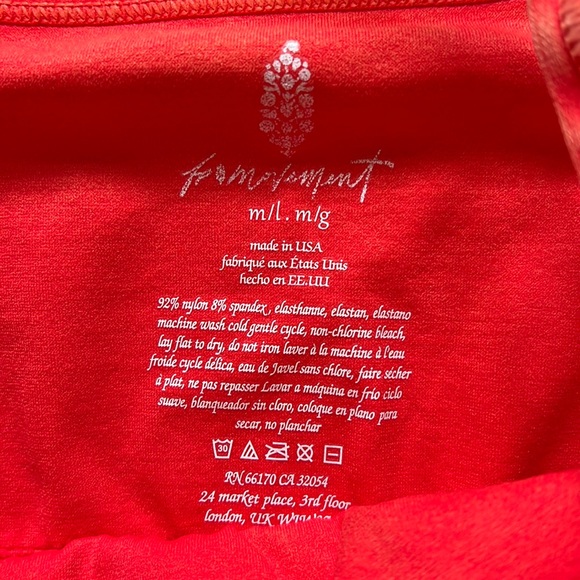 fp movement
m/l . m/g
made in USA
fabriqué aux États Unis
hecho en EE.UU
92% nylon 8% spandex, elasthanne, elastan, elastano
machine wash cold gentle cycle, non-chlorine bleach,
lay flat to dry, do not iron laver à la machine à l'eau
froide cycle délica, eau de Javel sans chlore, faire sécher
à plat, ne pas repasser Lavar a mdquina en frío ciclo
suave, blanqueador sin cloro, coloque en plano para
secar, no planchar
30
RN 66170 CA 32054
24 market place, 3rd floor
london, UK